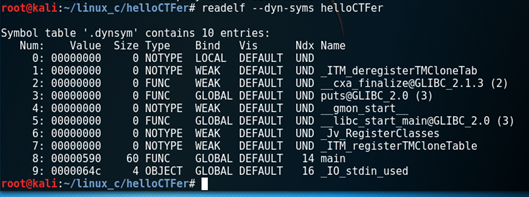 root@kali:~/linux_c/helloCTFer# readelf --dyn-syms helloCTFer
Symbol table '.dynsym' contains 10 entries:
Num: Value Size Type Bind Vis Ndx Name
0: 00000000 0 NOTYPE LOCAL DEFAULT UND
1: 00000000 0 NOTYPE WEAK DEFAULT UND _ITM_deregisterTMCloneTab
2: 00000000 0 FUNC WEAK DEFAULT UND __cxa_finalize@GLIBC_2.1.3 (2)
3: 00000000 0 FUNC GLOBAL DEFAULT UND puts@GLIBC_2.0 (3)
4: 00000000 0 NOTYPE WEAK DEFAULT UND __gmon_start__
5: 00000000 0 FUNC GLOBAL DEFAULT UND __libc_start_main@GLIBC_2.0 (3)
6: 00000000 0 NOTYPE WEAK DEFAULT UND _Jv_RegisterClasses
7: 00000000 0 NOTYPE WEAK DEFAULT UND _ITM_registerTMCloneTable
8: 00000590 60 FUNC GLOBAL DEFAULT 14 main
9: 0000064c 4 OBJECT GLOBAL DEFAULT 16 _IO_stdin_used
root@kali:~/linux_c/helloCTFer#